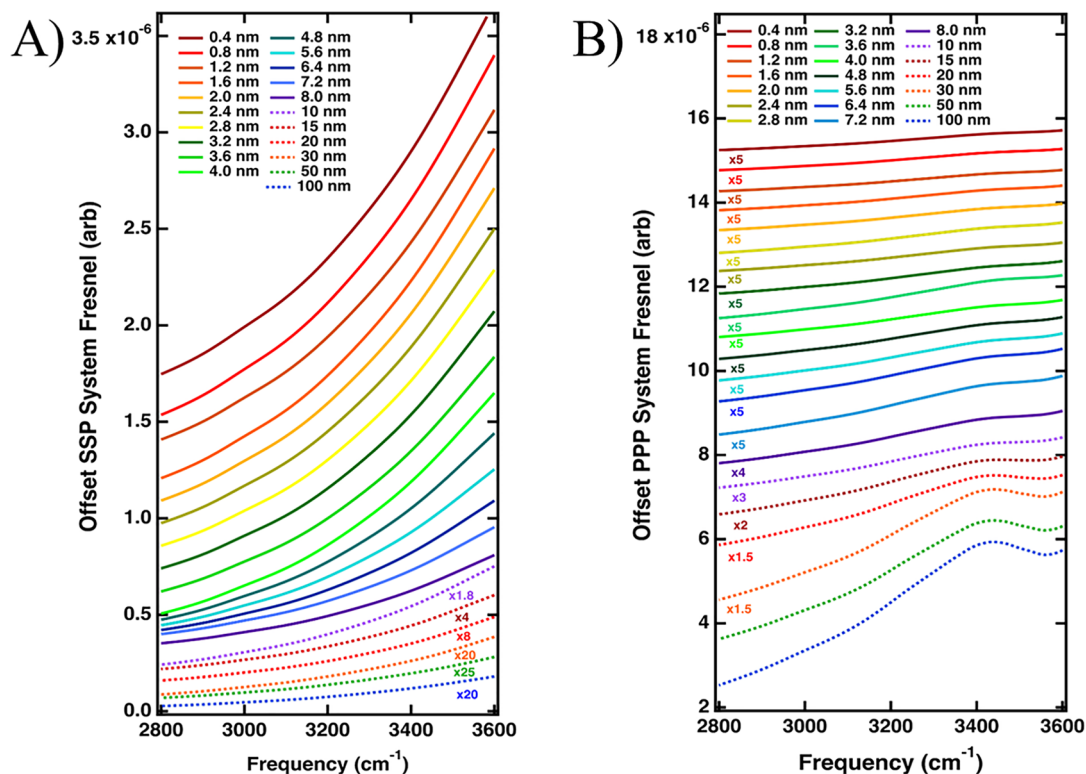 A)
3.5 x10⁻⁶
0.4 nm
0.8 nm
1.2 nm
1.6 nm
2.0 nm
2.4 nm
2.8 nm
3.2 nm
3.6 nm
4.0 nm
4.8 nm
5.6 nm
6.4 nm
7.2 nm
8.0 nm
10 nm
15 nm
20 nm
30 nm
50 nm
100 nm
3.0
2.5
2.0
1.5
1.0
0.5
0.0
Offset SSP System Fresnel (arb)
x1.8
x4
x8
x20
x25
x20
2800
3000
3200
3400
3600
Frequency (cm⁻¹)
B)
18 x10⁻⁶
0.4 nm
0.8 nm
1.2 nm
1.6 nm
2.0 nm
2.4 nm
2.8 nm
3.2 nm
3.6 nm
4.0 nm
4.8 nm
5.6 nm
6.4 nm
7.2 nm
8.0 nm
10 nm
15 nm
20 nm
30 nm
50 nm
100 nm
16
14
12
10
8
6
4
2
Offset PPP System Fresnel (arb)
x5
x5
x5
x5
x5
x5
x5
x5
x5
x5
x5
x5
x5
x5
x4
x3
x2
x1.5
x1.5
2800
3000
3200
3400
3600
Frequency (cm⁻¹)